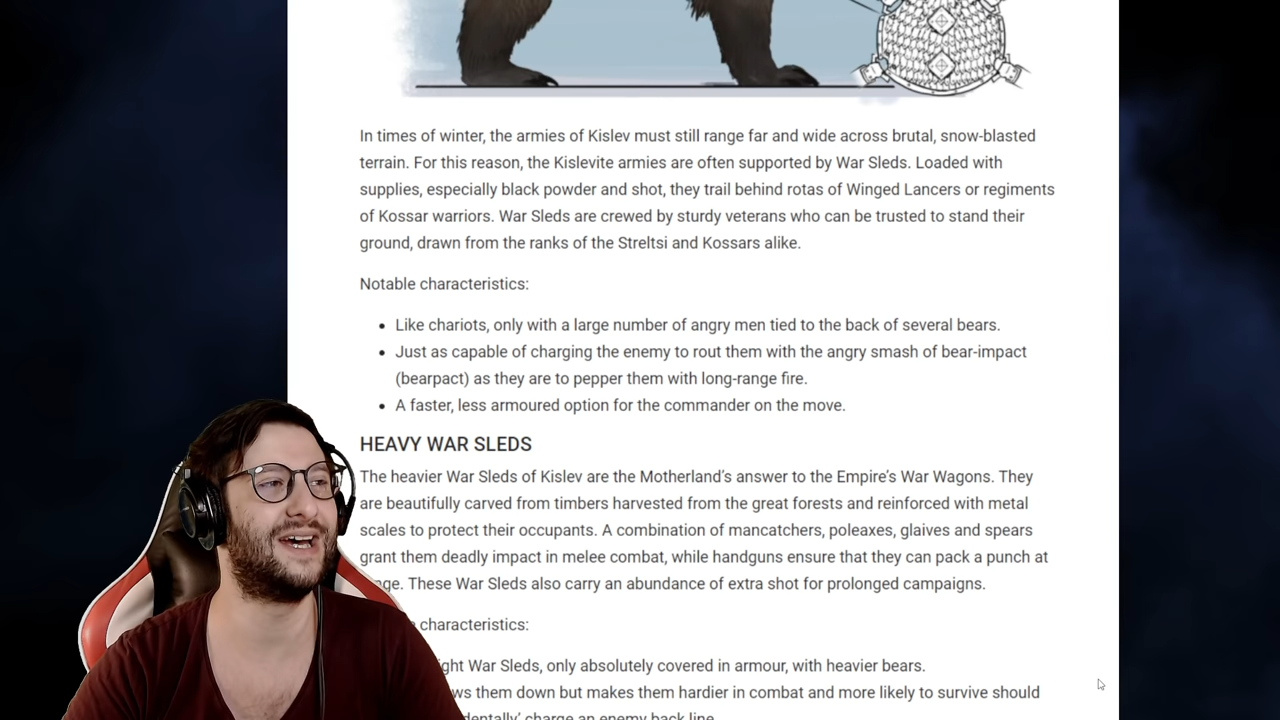 In times of winter, the armies of Kislev must still range far and wide across brutal, snow-blasted
terrain. For this reason, the Kislevite armies are often supported by War Sleds. Loaded with
supplies, especially black powder and shot, they trail behind rotas of Winged Lancers or regiments
of Kossar warriors. War Sleds are crewed by sturdy veterans who can be trusted to stand their
ground, drawn from the ranks of the Streltsi and Kossars alike.
Notable characteristics:
• Like chariots, only with a large number of angry men tied to the back of several bears.
• Just as capable of charging the enemy to rout them with the angry smash of bear-impact
(bearpact) as they are to pepper them with long-range fire.
• A faster, less armoured option for the commander on the move.
HEAVY WAR SLEDS
The heavier War Sleds of Kislev are the Motherland's answer to the Empire's War Wagons. They
are beautifully carved from timbers harvested from the great forests and reinforced with metal
scales to protect their occupants. A combination of mancatchers, poleaxes, glaives and spears
grant them deadly impact in melee combat, while handguns ensure that they can pack a punch at
These War Sleds also carry an abundance of extra shot for prolonged campaigns.
characteristics:
War Sleds, only absolutely covered in armour, with heavier bears.
them down but makes them hardier in combat and more likely to survive should
charge an enemy back line.